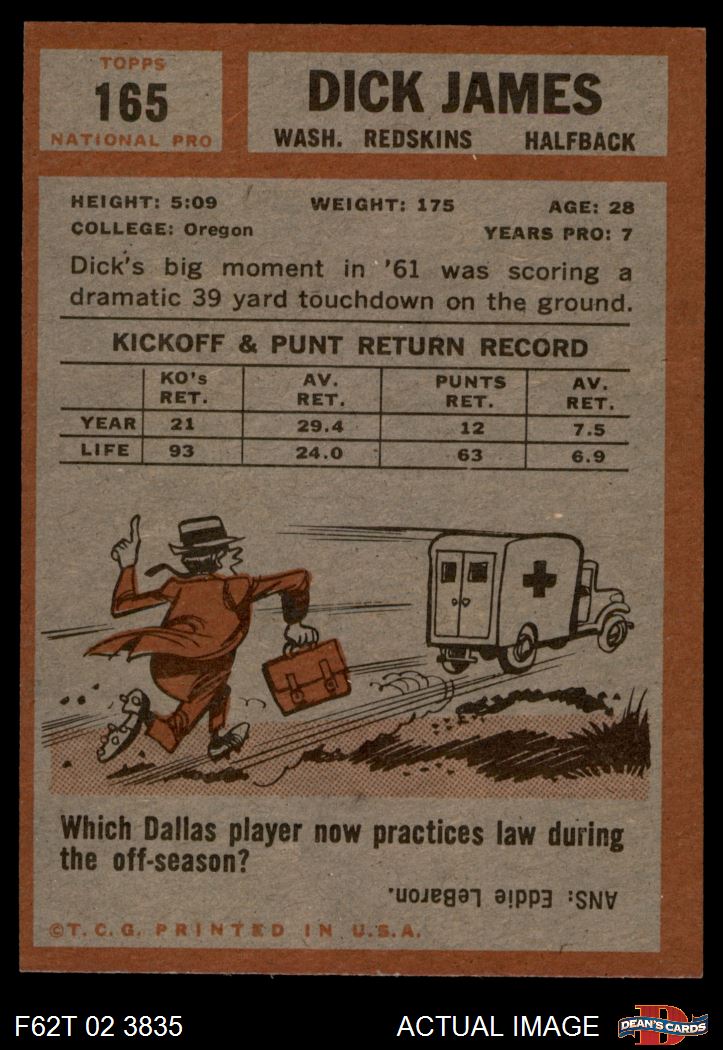 TOPPS
165
NATIONAL PRO
DICK JAMES
WASH. REDSKINS HALFBACK
HEIGHT: 5:09 WEIGHT: 175 AGE: 28
COLLEGE: Oregon YEARS PRO: 7
Dick's big moment in '61 was scoring a
dramatic 39 yard touchdown on the ground.
KICKOFF & PUNT RETURN RECORD
KO's AV. PUNTS AV.
RET. RET. RET. RET.
YEAR 21 29.4 12 7.5
LIFE 93 24.0 63 6.9
Which Dallas player now practices law during
the off-season?
ANS: Eddie LeBaron.
©T.C.G. PRINTED IN U.S.A.
F62T 02 3835 ACTUAL IMAGE D DEAN'S CARDS